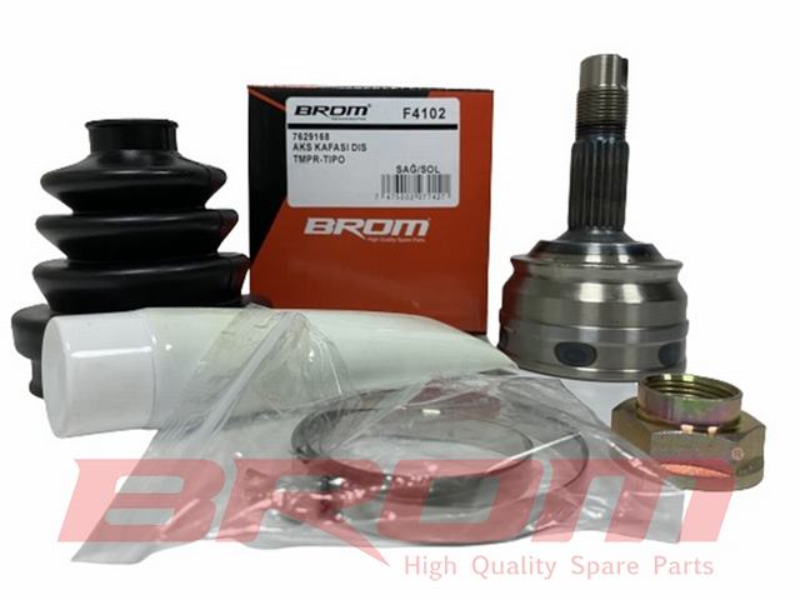 BROM® F4102
7629168
AKS KAFASI DIS
TMPR-TIPO
SAĞ/SOL
BROM
High Quality Spare Parts
BROM®
High Quality Spare Parts